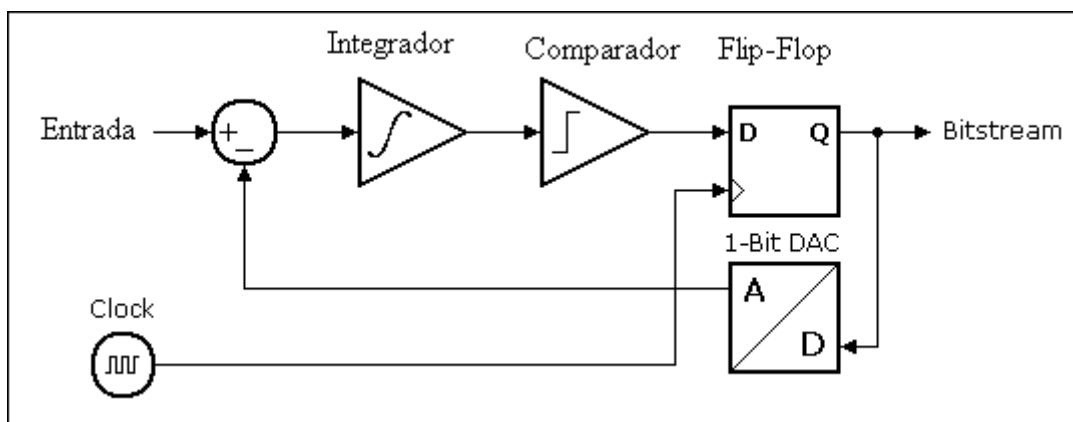 Integrador
Comparador
Flip-Flop
Entrada
+
−
D Q
Bitstream
1-Bit DAC
A
D
Clock